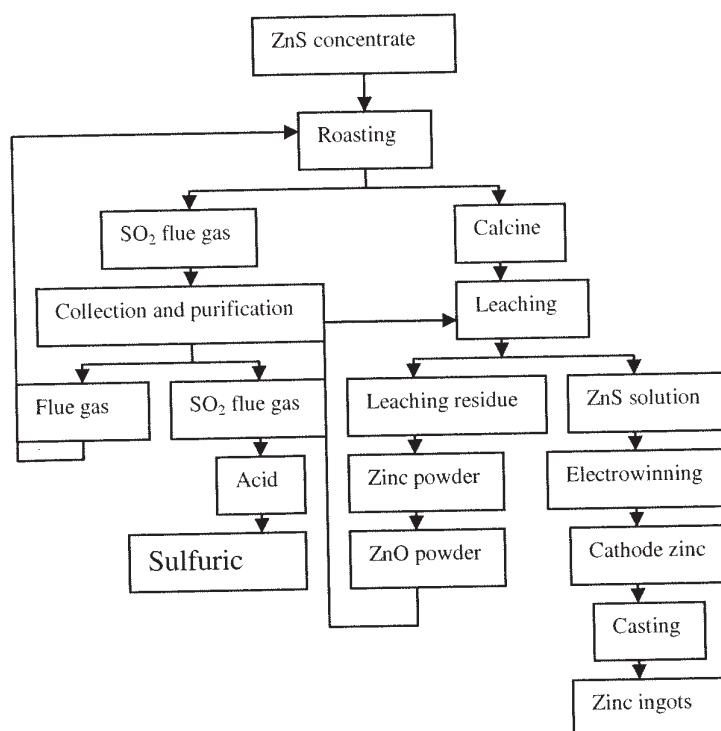 ZnS concentrate
Roasting
SO₂ flue gas
Calcine
Collection and purification
Leaching
Flue gas
SO₂ flue gas
Leaching residue
ZnS solution
Acid
Zinc powder
Electrowinning
Sulfuric
ZnO powder
Cathode zinc
Casting
Zinc ingots